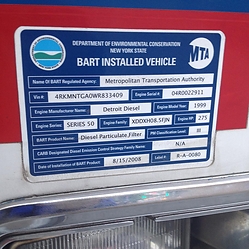 DEPARTMENT OF ENVIRONMENTAL CONSERVATION
NEW YORK STATE
BART INSTALLED VEHICLE
MTA
Name Of BART Regulated Agency: Metropolitan Transportation Authority
Vin # 4RKMNTGA0WR833409 Engine Serial # 04R0022911
Engine Manufacturer Name Detroit Diesel Engine Model Year 1999
Engine Series SERIES 50 Engine Family XDDXH08.5FJN Engine HP: 275
BART Product Name: Diesel Particulate Filter PM Classification Level III
CARB Designated Diesel Emission Control Strategy Family Name N/A
Date of Installation of BART Product 8/15/2008 Label # R-A-0080